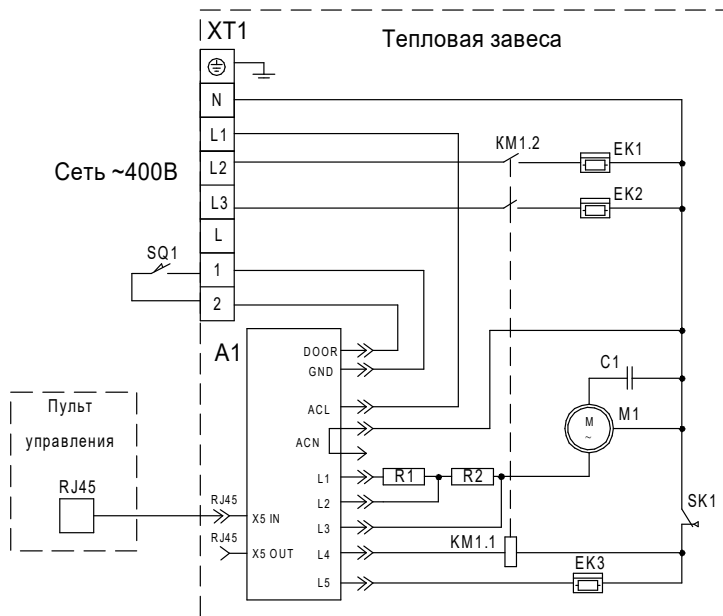 XT1
Тепловая завеса
N
L1
L2
L3
L
1
2
Сеть ~400В
SQ1
KM1.2
EK1
EK2
A1
DOOR
GND
ACL
ACN
L1
L2
L3
L4
L5
X5 IN
X5 OUT
RJ45
RJ45
Пульт
управления
RJ45
R1
R2
C1
M
~
M1
SK1
KM1.1
EK3